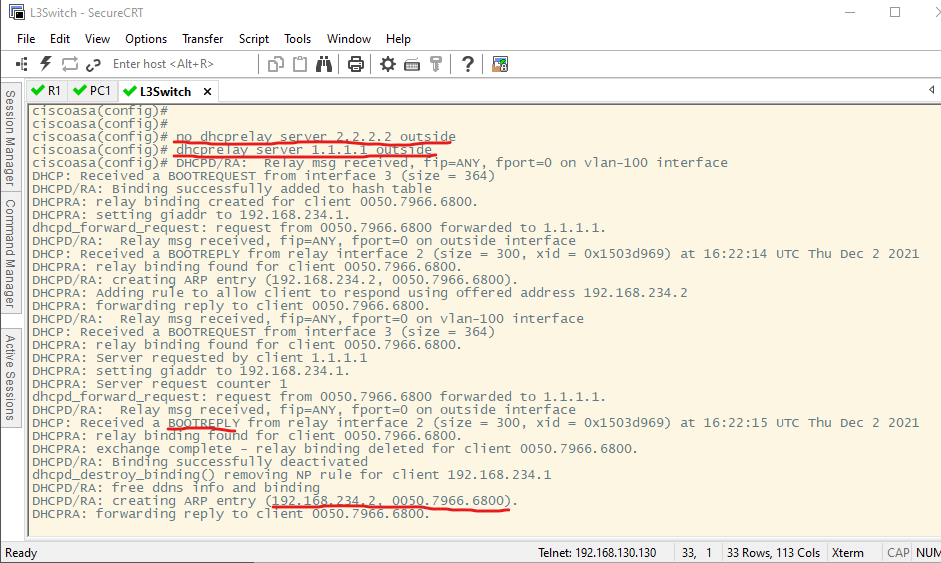 L3Switch - SecureCRT
File Edit View Options Transfer Script Tools Window Help
Enter host <Alt+R>
R1 PC1 L3Switch
Session Manager
Command Manager
Active Sessions
ciscoasa(config)#
ciscoasa(config)#
ciscoasa(config)# no dhcprelay server 2.2.2.2 outside
ciscoasa(config)# dhcprelay server 1.1.1.1 outside
ciscoasa(config)# DHCPD/RA:  Relay msg received, fip=ANY, fport=0 on vlan-100 interface
DHCP: Received a BOOTREQUEST from interface 3 (size = 364)
DHCPD/RA: Binding successfully added to hash table
DHCPRA: relay binding created for client 0050.7966.6800.
DHCPRA: setting giaddr to 192.168.234.1.
dhcpd_forward_request: request from 0050.7966.6800 forwarded to 1.1.1.1.
DHCPD/RA:  Relay msg received, fip=ANY, fport=0 on outside interface
DHCP: Received a BOOTREPLY from relay interface 2 (size = 300, xid = 0x1503d969) at 16:22:14 UTC Thu Dec 2 2021
DHCPRA: relay binding found for client 0050.7966.6800.
DHCPD/RA: creating ARP entry (192.168.234.2, 0050.7966.6800).
DHCPRA: Adding rule to allow client to respond using offered address 192.168.234.2
DHCPRA: forwarding reply to client 0050.7966.6800.
DHCPD/RA:  Relay msg received, fip=ANY, fport=0 on vlan-100 interface
DHCP: Received a BOOTREQUEST from interface 3 (size = 364)
DHCPRA: relay binding found for client 0050.7966.6800.
DHCPRA: Server requested by client 1.1.1.1
DHCPRA: setting giaddr to 192.168.234.1.
DHCPRA: Server request counter 1
dhcpd_forward_request: request from 0050.7966.6800 forwarded to 1.1.1.1.
DHCPD/RA:  Relay msg received, fip=ANY, fport=0 on outside interface
DHCP: Received a BOOTREPLY from relay interface 2 (size = 300, xid = 0x1503d969) at 16:22:15 UTC Thu Dec 2 2021
DHCPRA: relay binding found for client 0050.7966.6800.
DHCPRA: exchange complete - relay binding deleted for client 0050.7966.6800.
DHCPD/RA: Binding successfully deactivated
dhcpd_destroy_binding() removing NP rule for client 192.168.234.1
DHCPD/RA: free ddns info and binding
DHCPD/RA: creating ARP entry (192.168.234.2, 0050.7966.6800).
DHCPRA: forwarding reply to client 0050.7966.6800.
Ready Telnet: 192.168.130.130 33, 1 33 Rows, 113 Cols Xterm CAP NUM